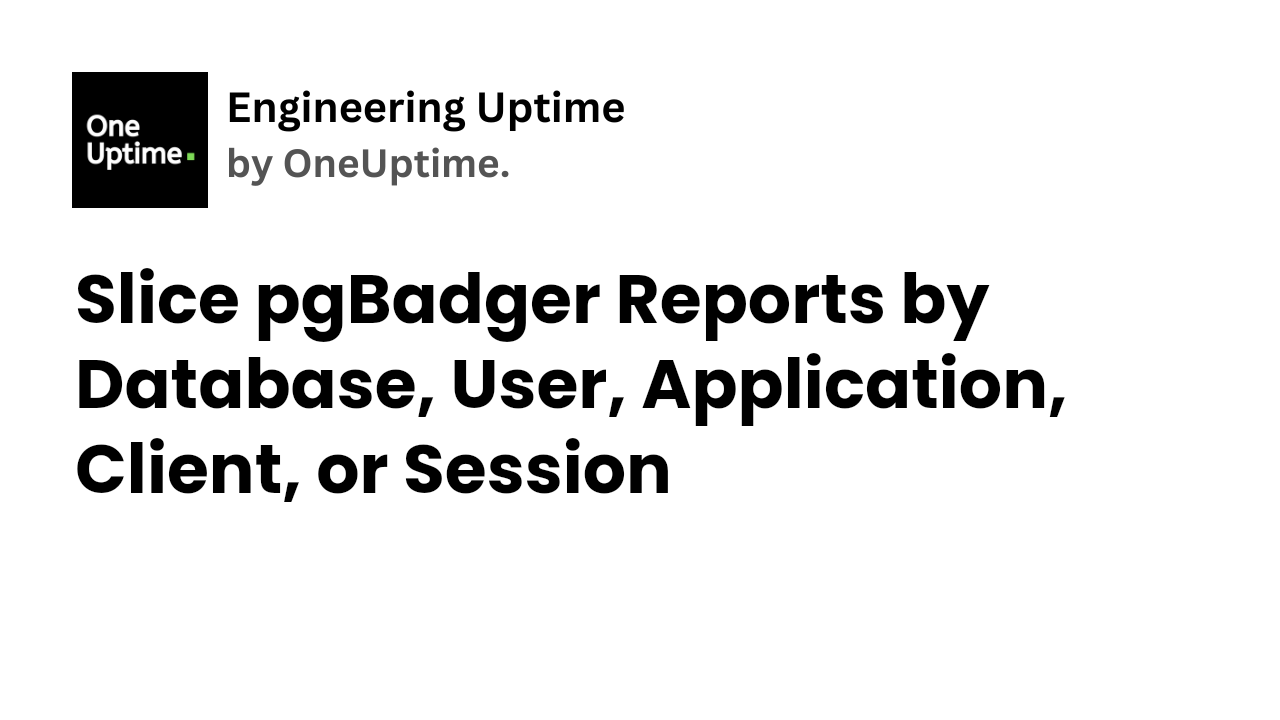 One
Uptime.
Engineering Uptime
by OneUptime.
Slice pgBadger Reports by
Database, User, Application,
Client, or Session